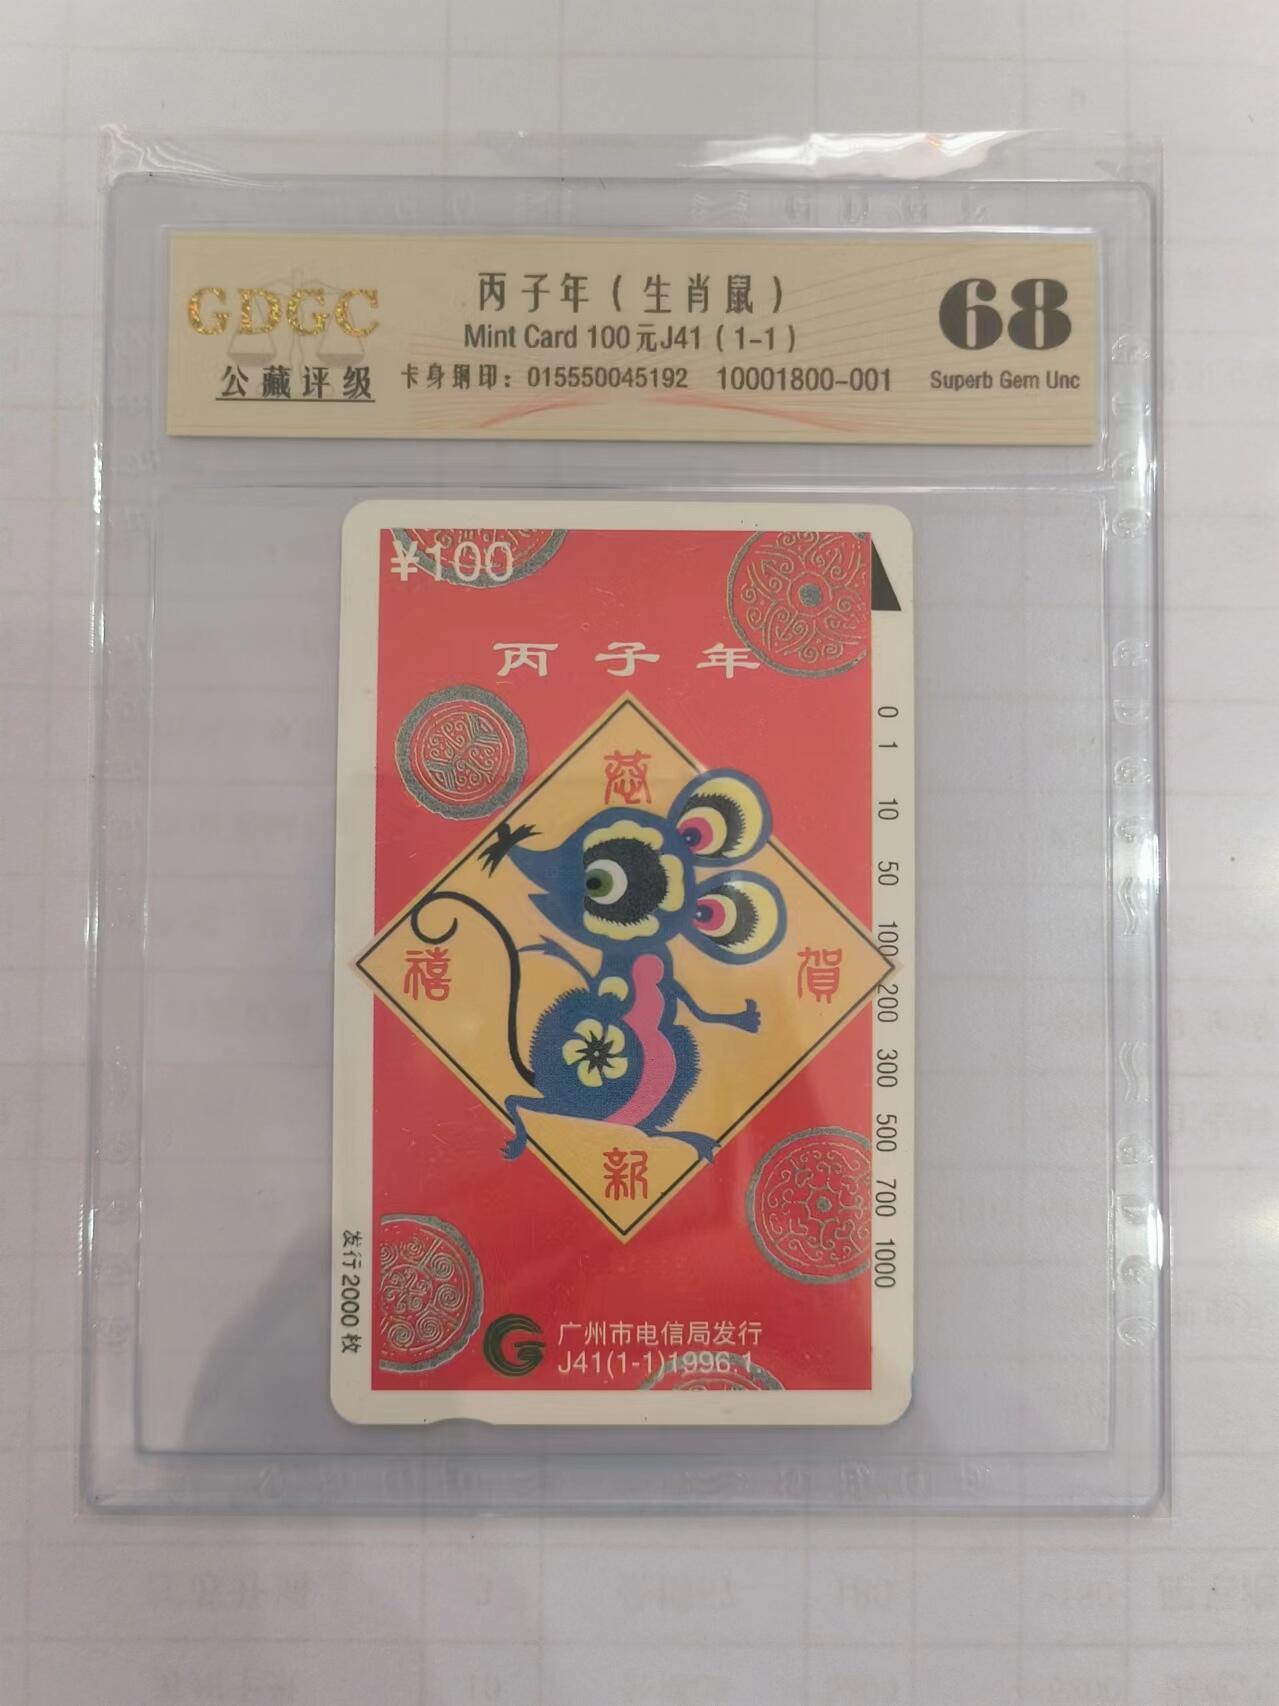 GDGC
公藏评级
丙子年（生肖鼠）
Mint Card 100元J41（1-1）
卡身钢印：015550045192 10001800-001
68
Superb Gem Unc
¥100
丙子年
恭
賀
新
禧
0 1 10 50 100 200 300 500 700 1000
发行2000枚
广州市电信局发行
J41(1-1)1996.1.